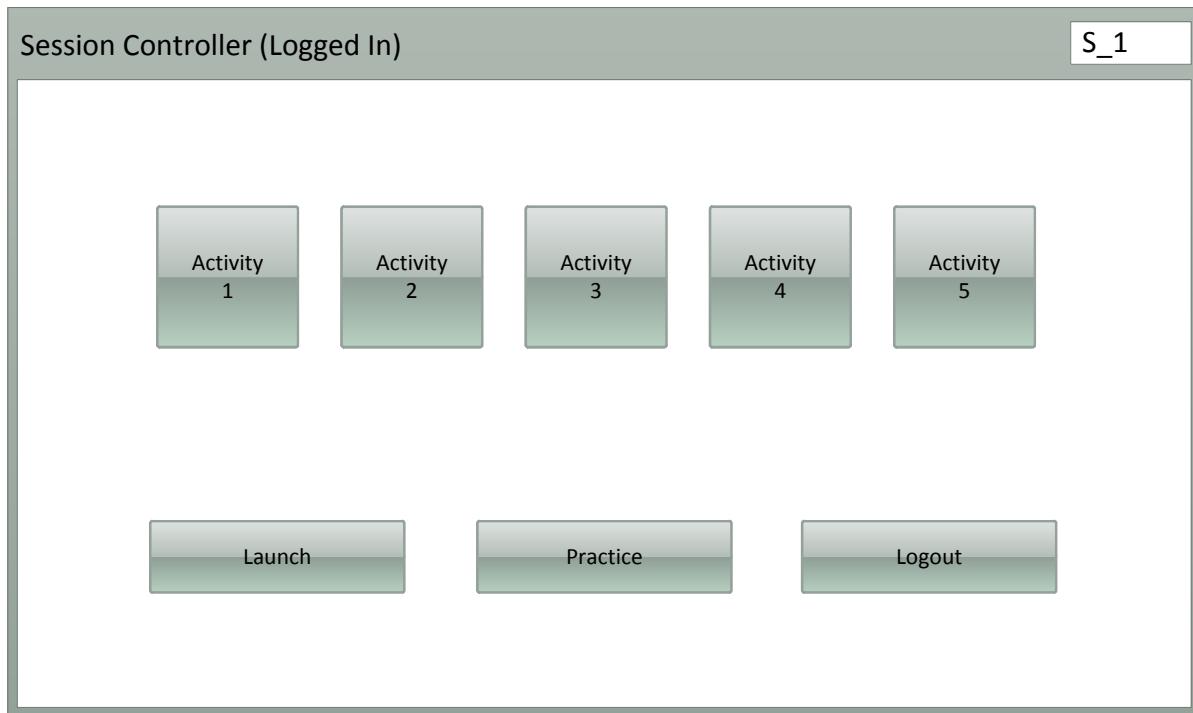 Session Controller (Logged In)
S_1
Activity
1
Activity
2
Activity
3
Activity
4
Activity
5
Launch
Practice
Logout